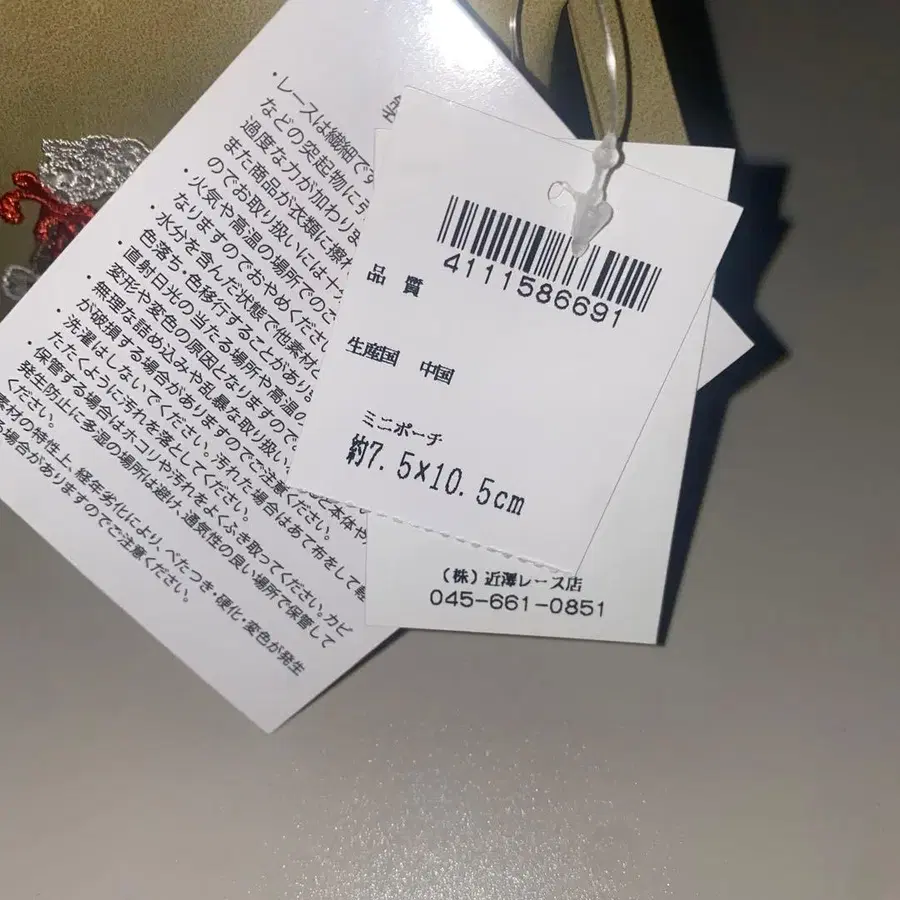 ・レースは繊細です
などの突起物に引
過度な力が加わりま
また商品が衣類に擦れ
のでお取り扱いには十分
・火気や高温の場所でのご
なりますのでおやめください
・水分を含んだ状態で他素材と
色落ち・色移行することがあり
・直射日光の当たる場所や高温の
変形や変色の原因となりますので
・無理な詰め込みや乱暴な取り扱い
が破損する場合がありますのでご注意ください
・洗濯はしないでください。汚れた場合はあて布をして軽
たたくように汚れを落としてください。
・保管する場合はホコリや汚れをよくふき取ってください。カビ
発生防止に多湿の場所は避け、通気性の良い場所で保管して
ください。
素材の特性上、経年劣化により、べたつき・硬化・変色が発生
る場合がありますのでご注意ください。
4111586691
品 質
生産国 中国
ミニポーチ
約7.5×10.5cm
(株)近澤レース店
045-661-0851